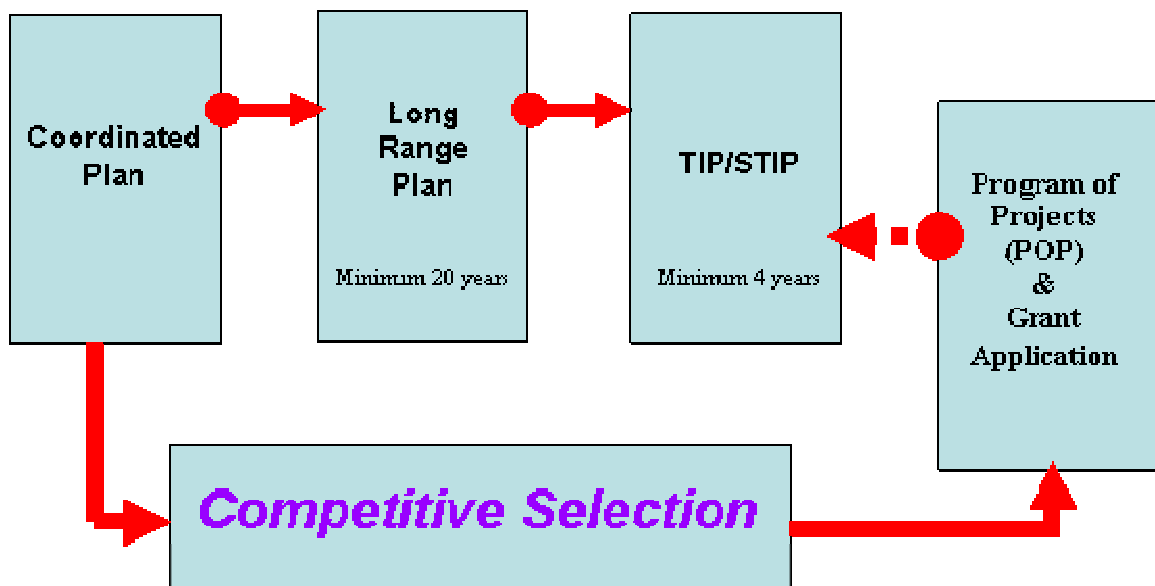 Coordinated
Plan
Long
Range
Plan
Minimum 20 years
TIP/STIP
Minimum 4 years
Program of
Projects
(POP)
&
Grant
Application
Competitive Selection